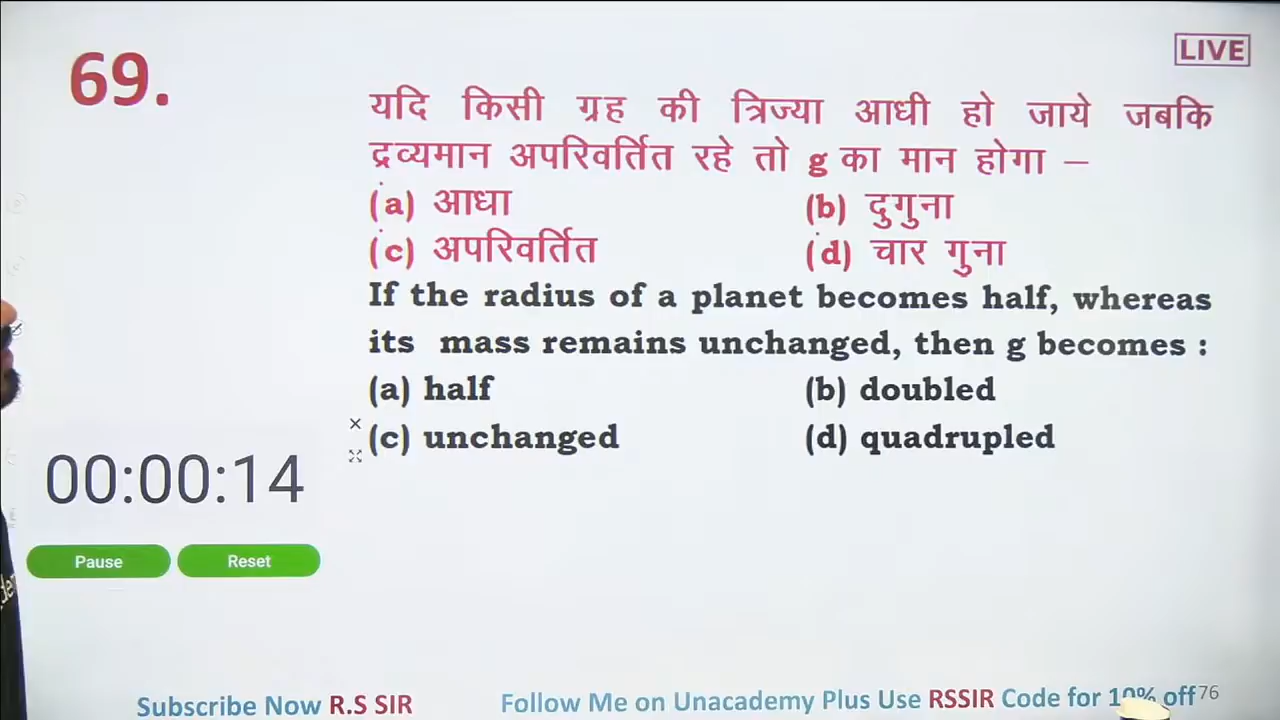 69.
LIVE
यदि किसी ग्रह की त्रिज्या आधी हो जाये जबकि
द्रव्यमान अपरिवर्तित रहे तो g का मान होगा –
(a) आधा (b) दुगुना
(c) अपरिवर्तित (d) चार गुना
If the radius of a planet becomes half, whereas
its mass remains unchanged, then g becomes :
(a) half (b) doubled
(c) unchanged (d) quadrupled
00:00:14
Pause Reset
Subscribe Now R.S SIR Follow Me on Unacademy Plus Use RSSIR Code for 10% off 76